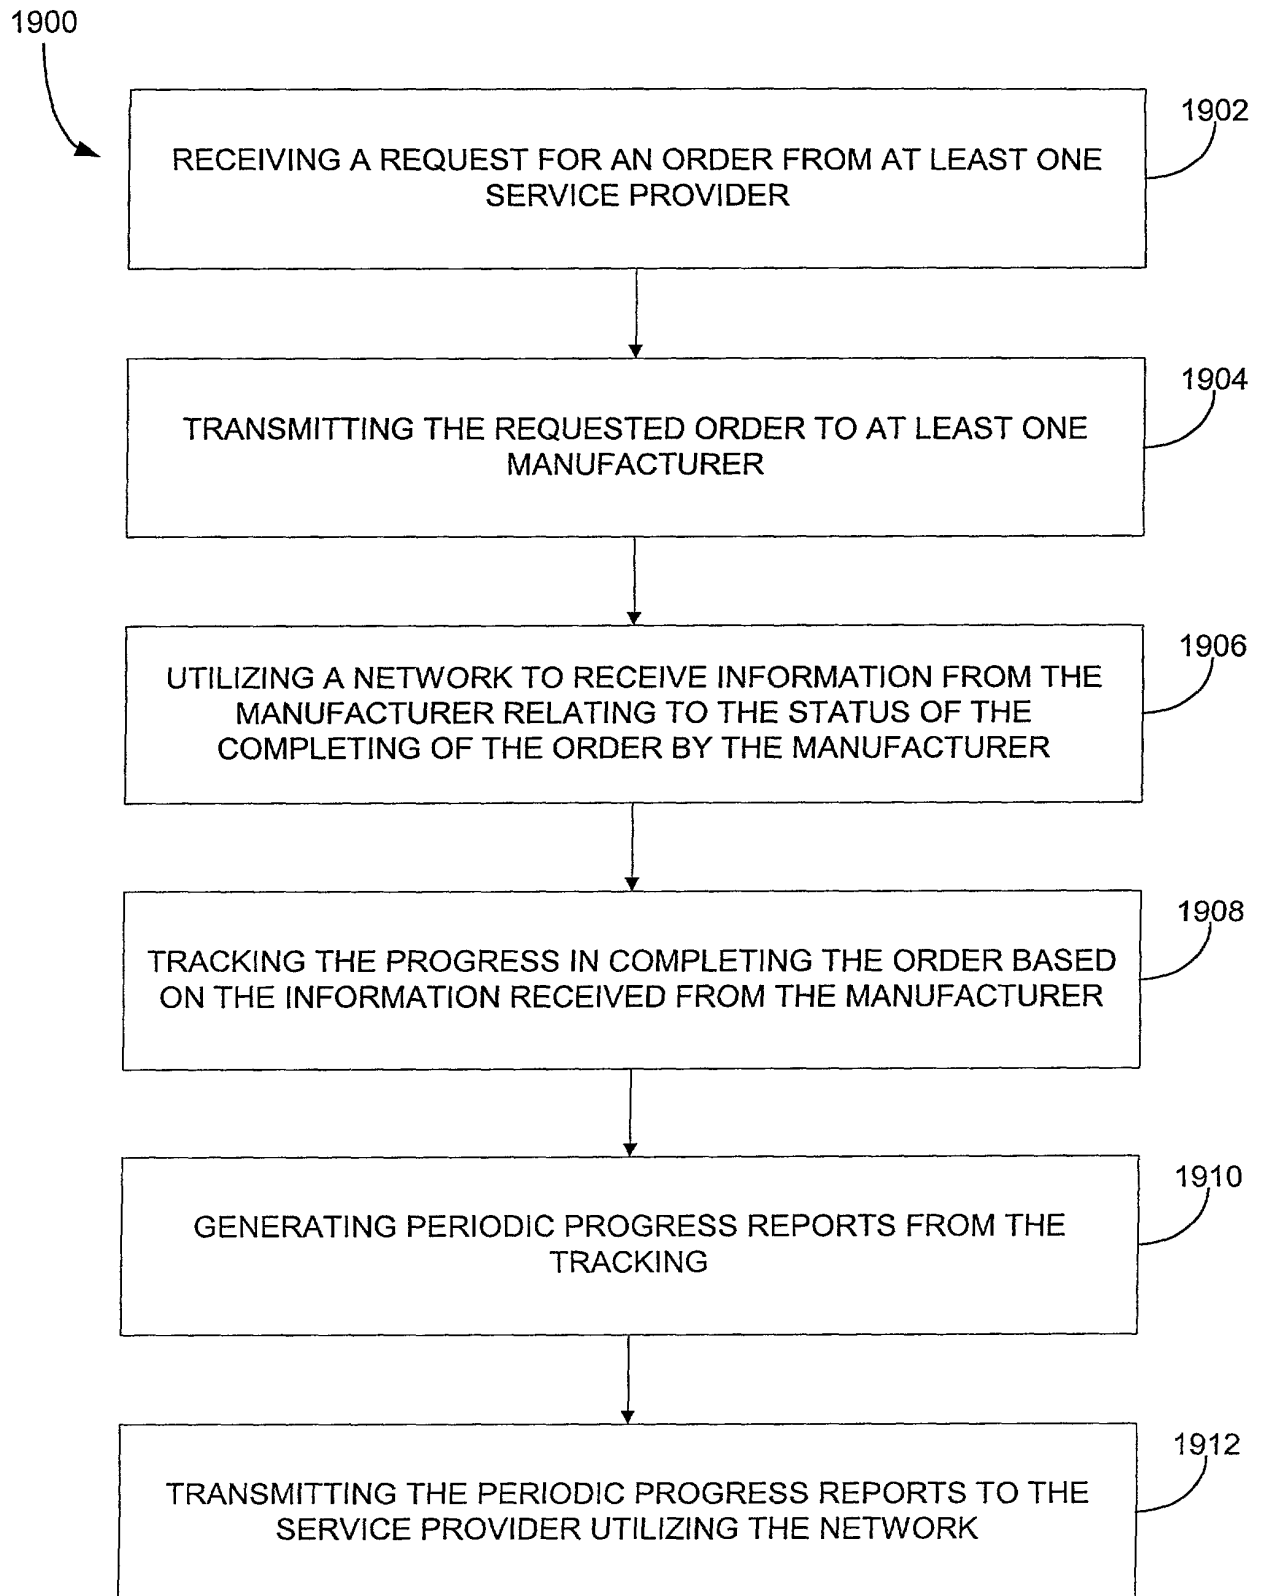 1900
1902
RECEIVING A REQUEST FOR AN ORDER FROM AT LEAST ONE
SERVICE PROVIDER
1904
TRANSMITTING THE REQUESTED ORDER TO AT LEAST ONE
MANUFACTURER
1906
UTILIZING A NETWORK TO RECEIVE INFORMATION FROM THE
MANUFACTURER RELATING TO THE STATUS OF THE
COMPLETING OF THE ORDER BY THE MANUFACTURER
1908
TRACKING THE PROGRESS IN COMPLETING THE ORDER BASED
ON THE INFORMATION RECEIVED FROM THE MANUFACTURER
1910
GENERATING PERIODIC PROGRESS REPORTS FROM THE
TRACKING
1912
TRANSMITTING THE PERIODIC PROGRESS REPORTS TO THE
SERVICE PROVIDER UTILIZING THE NETWORK